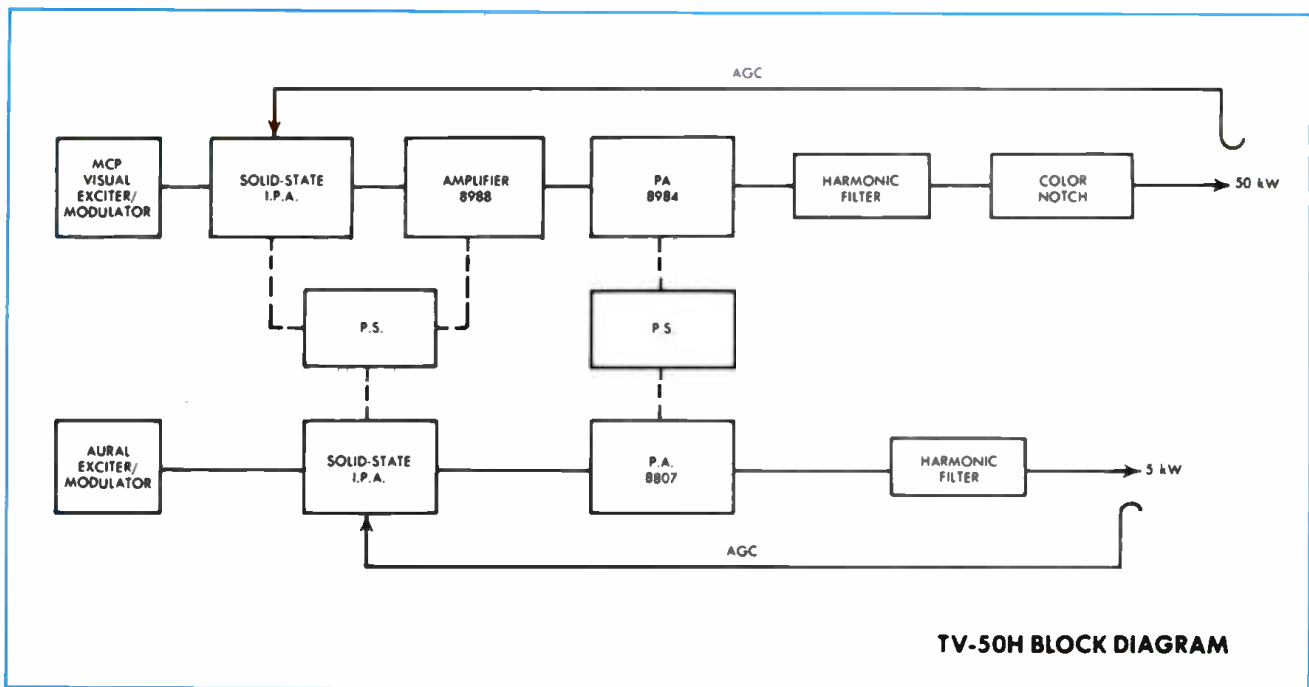 AGC
MCP
VISUAL
EXCITER/
MODULATOR
SOLID-STATE
I.P.A.
AMPLIFIER
8988
PA
8984
HARMONIC
FILTER
COLOR
NOTCH
50 kW
P.S.
P S
AURAL
EXCITER/
MODULATOR
SOLID-STATE
I.P.A.
P.A.
8807
HARMONIC
FILTER
5 kW
AGC
TV-50H BLOCK DIAGRAM